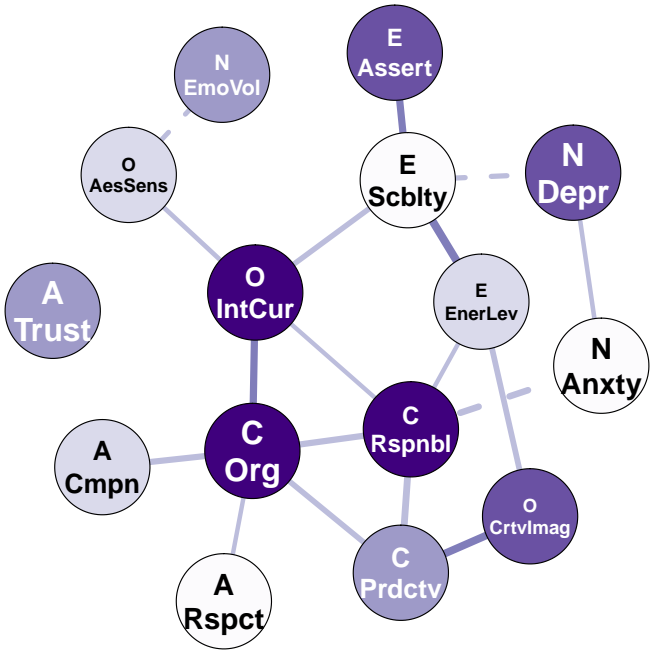 E
Assert
N
EmoVol
O
AesSens
E
Scblty
N
Depr
O
IntCur
E
EnerLev
A
Trust
N
Anxty
C
Rspnbl
C
Org
A
Cmpn
O
CrtvImag
C
Prdctv
A
Rspct